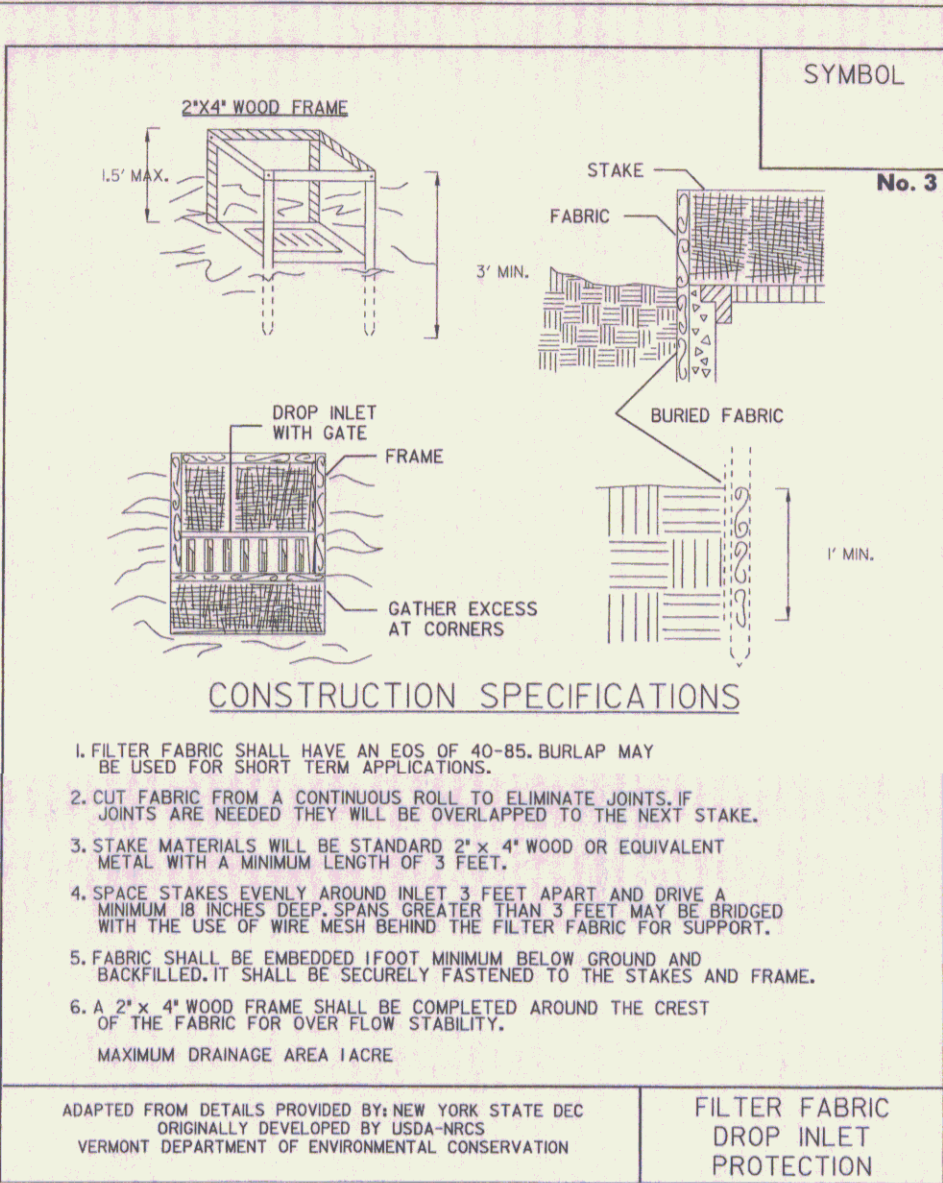 SYMBOL
No. 3
2"X4" WOOD FRAME
1.5' MAX.
3' MIN.
STAKE
FABRIC
BURIED FABRIC
1' MIN.
DROP INLET
WITH GATE
FRAME
GATHER EXCESS
AT CORNERS
CONSTRUCTION SPECIFICATIONS
1. FILTER FABRIC SHALL HAVE AN EOS OF 40-85. BURLAP MAY
BE USED FOR SHORT TERM APPLICATIONS.
2. CUT FABRIC FROM A CONTINUOUS ROLL TO ELIMINATE JOINTS. IF
JOINTS ARE NEEDED THEY WILL BE OVERLAPPED TO THE NEXT STAKE.
3. STAKE MATERIALS WILL BE STANDARD 2" x 4" WOOD OR EQUIVALENT
METAL WITH A MINIMUM LENGTH OF 3 FEET.
4. SPACE STAKES EVENLY AROUND INLET 3 FEET APART AND DRIVE A
MINIMUM 18 INCHES DEEP. SPANS GREATER THAN 3 FEET MAY BE BRIDGED
WITH THE USE OF WIRE MESH BEHIND THE FILTER FABRIC FOR SUPPORT.
5. FABRIC SHALL BE EMBEDDED 1FOOT MINIMUM BELOW GROUND AND
BACKFILLED. IT SHALL BE SECURELY FASTENED TO THE STAKES AND FRAME.
6. A 2" x 4" WOOD FRAME SHALL BE COMPLETED AROUND THE CREST
OF THE FABRIC FOR OVER FLOW STABILITY.
MAXIMUM DRAINAGE AREA 1ACRE
ADAPTED FROM DETAILS PROVIDED BY: NEW YORK STATE DEC
ORIGINALLY DEVELOPED BY USDA-NRCS
VERMONT DEPARTMENT OF ENVIRONMENTAL CONSERVATION
FILTER FABRIC
DROP INLET
PROTECTION